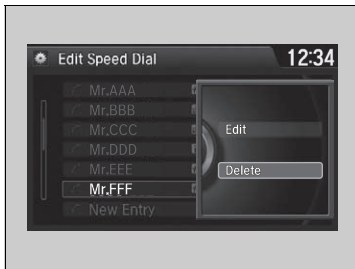 Edit Speed Dial
12:34
Mr.AAA
Mr.BBB
Mr.CCC
Mr.DDD
Mr.EEE
Mr.FFF
New Entry
Edit
Delete